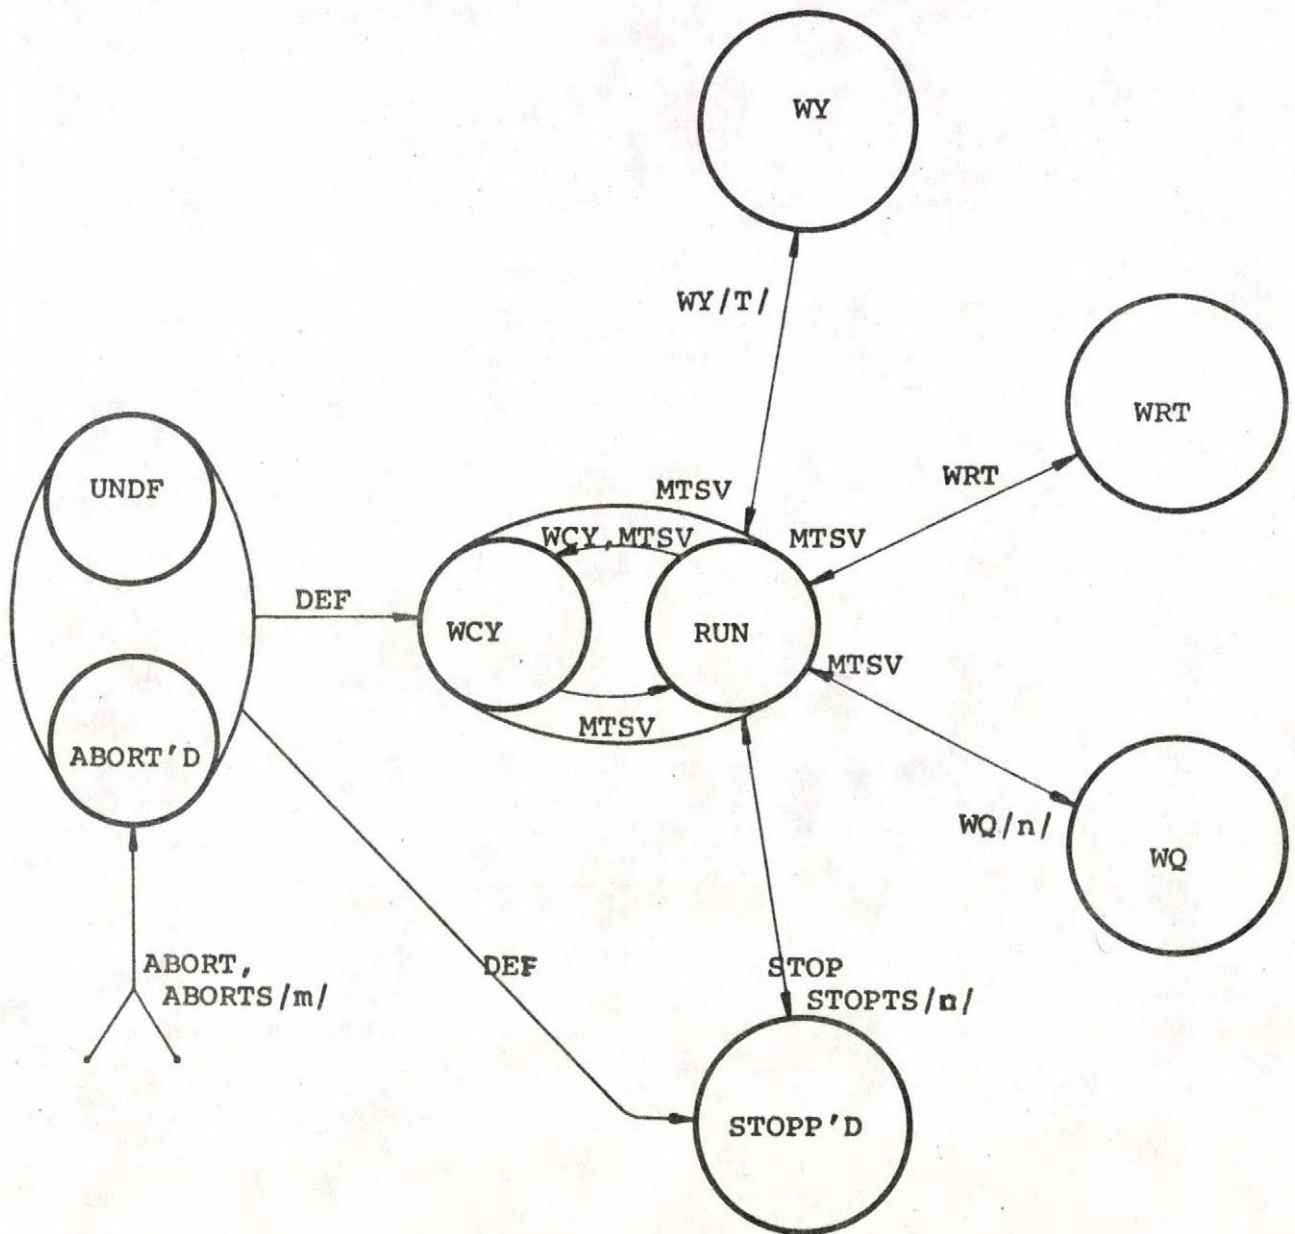 WY
WY/T/
WRT
WRT
UNDF
MTSV
MTSV
WCY,MTSV
DEF
WCY
RUN
MTSV
MTSV
ABORT'D
WQ/n/
WQ
ABORT,
ABORTS/m/
DEF
STOP
STOPTS/n/
STOPP'D